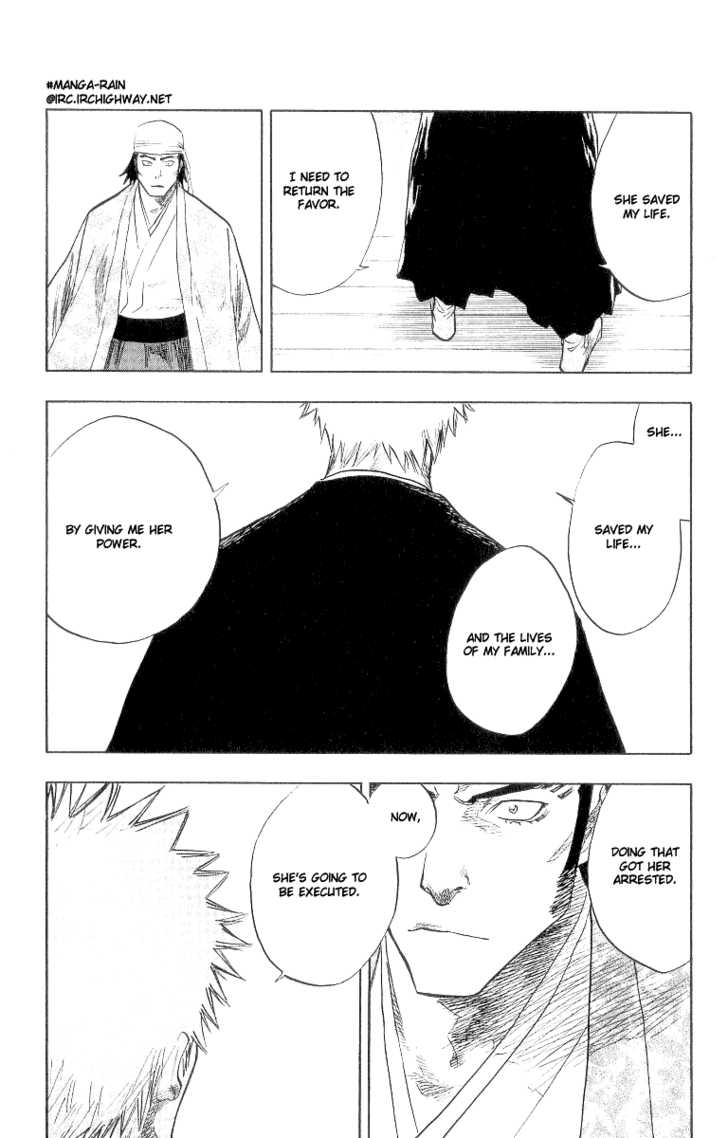 #MANGA-RAIN
@IRC.IRCHIGHWAY.NET
SHE SAVED
MY LIFE.
I NEED TO
RETURN THE
FAVOR.
SHE...
SAVED MY
LIFE...
AND THE LIVES
OF MY FAMILY...
BY GIVING ME HER
POWER.
DOING THAT
GOT HER
ARRESTED.
NOW,
SHE'S GOING TO
BE EXECUTED.